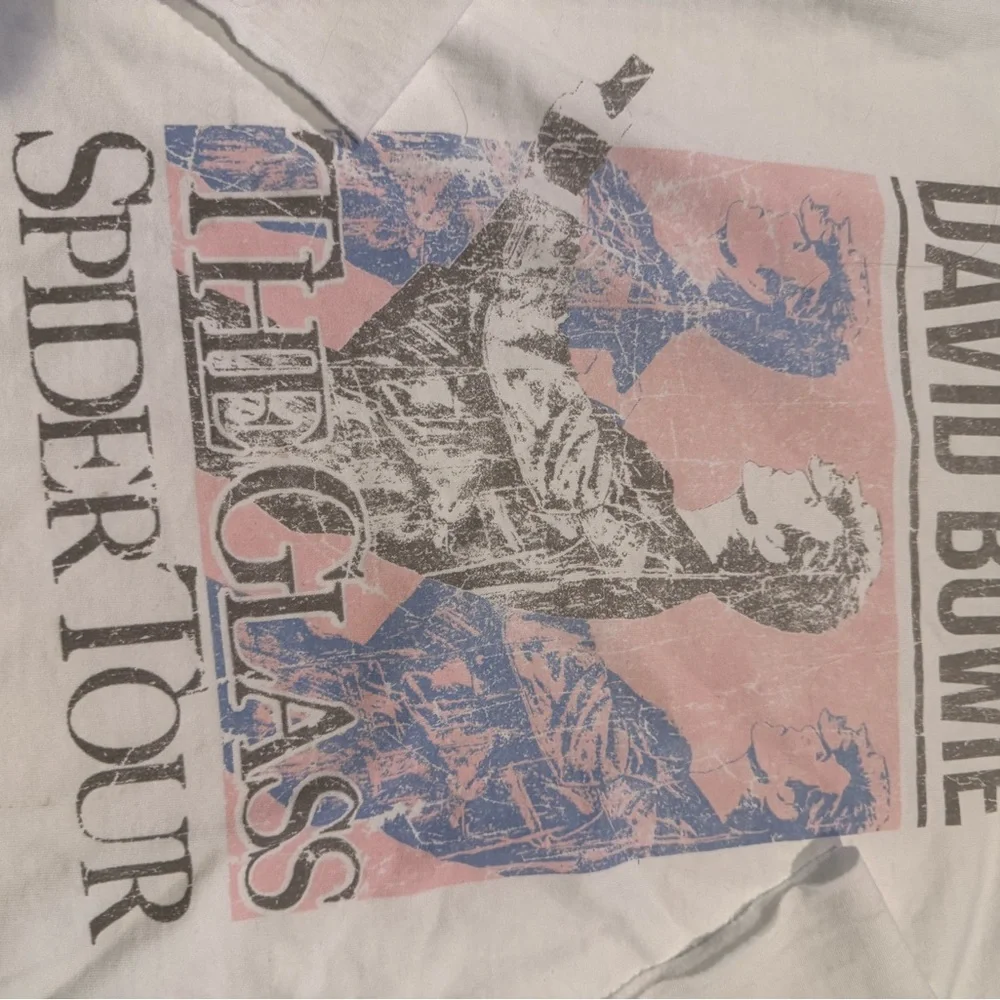 DAVID BOWIE
THE GLASS
SPIDER TOUR